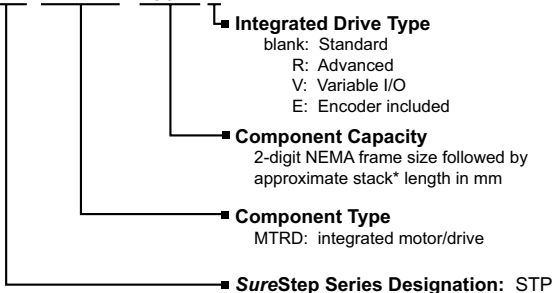 Integrated Drive Type
blank: Standard
R: Advanced
V: Variable I/O
E: Encoder included
Component Capacity
2-digit NEMA frame size followed by
approximate stack* length in mm
Component Type
MTRD: integrated motor/drive
SureStep Series Designation: STP